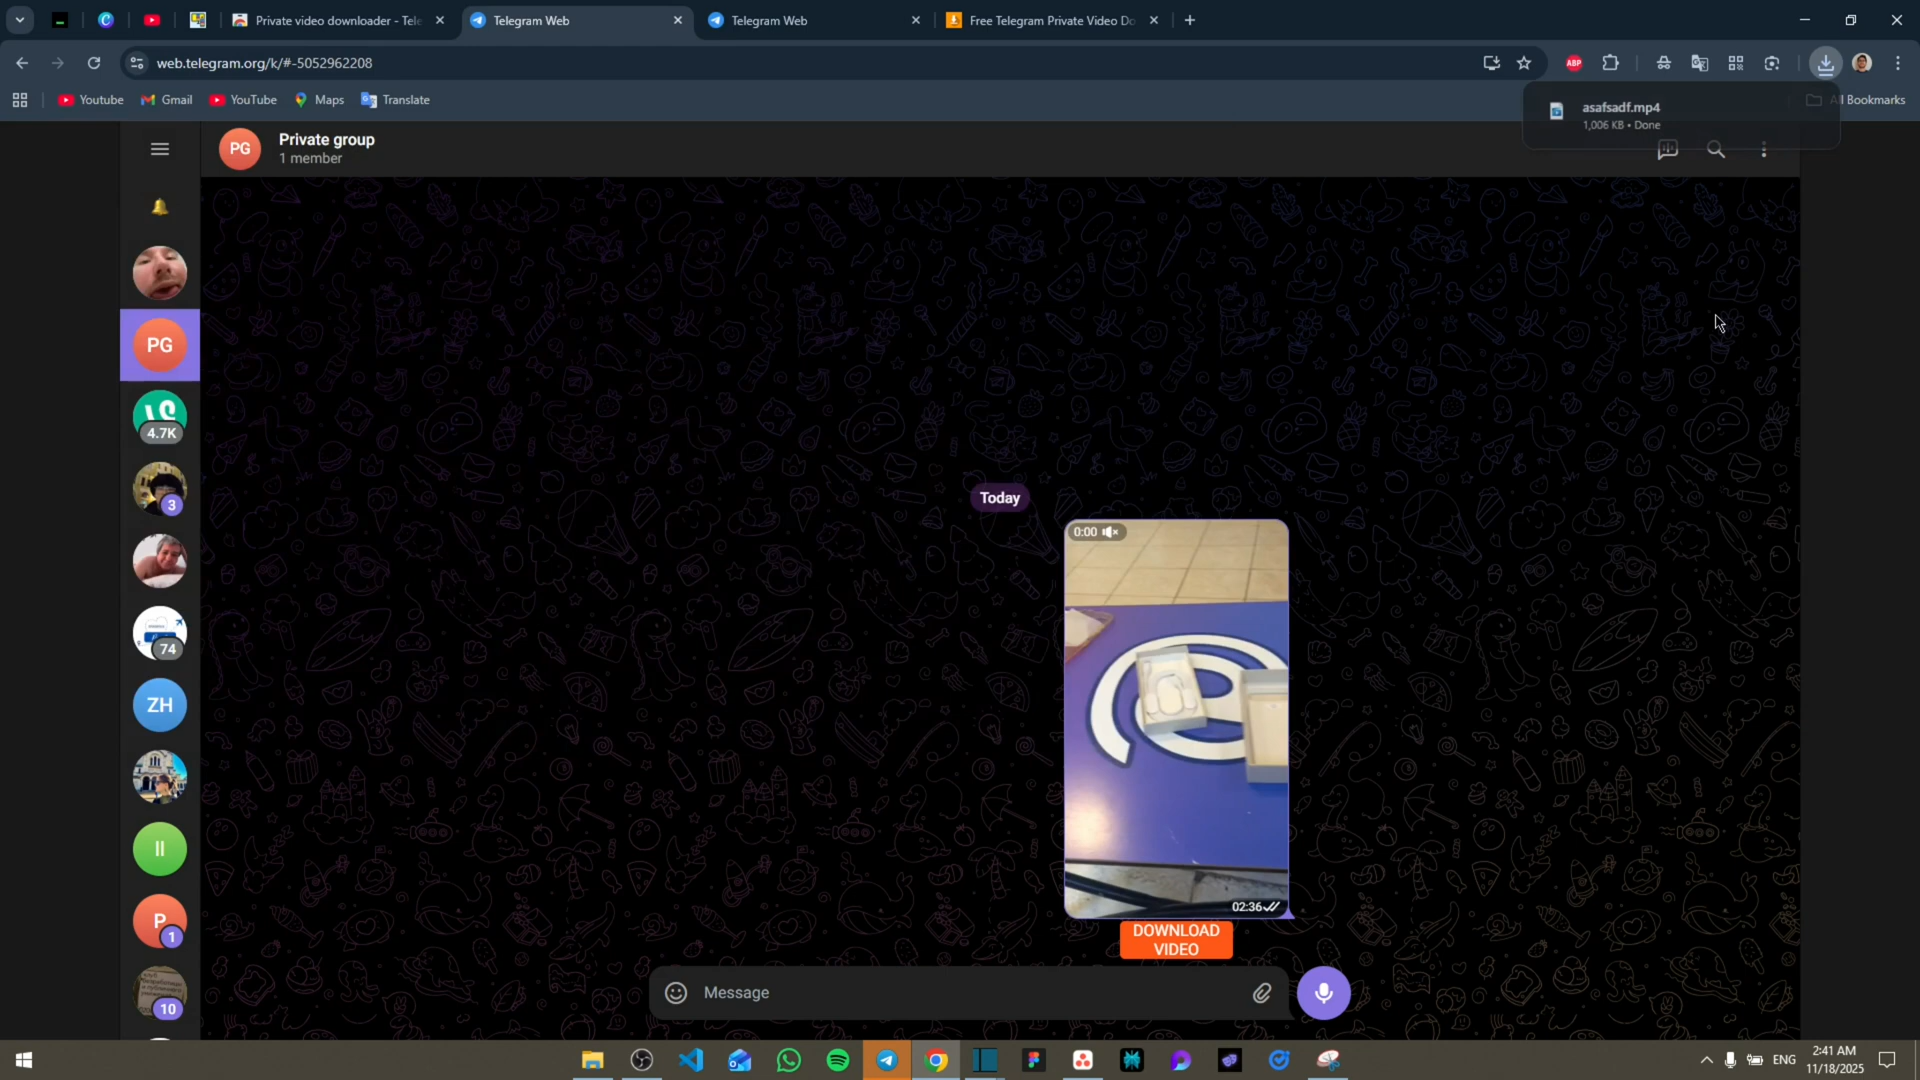 Private video downloader - Tele
Telegram Web
Telegram Web
Free Telegram Private Video Do
web.telegram.org/k/#-5052962208
ABP
Youtube
Gmail
YouTube
Maps
Translate
All Bookmarks
asafsadf.mp4
1,006 KB • Done
PG
Private group
1 member
PG
4.7K
3
74
ZH
II
P
1
10
Today
0:00
02:36
DOWNLOAD
VIDEO
Message
ENG
2:41 AM
11/18/2025